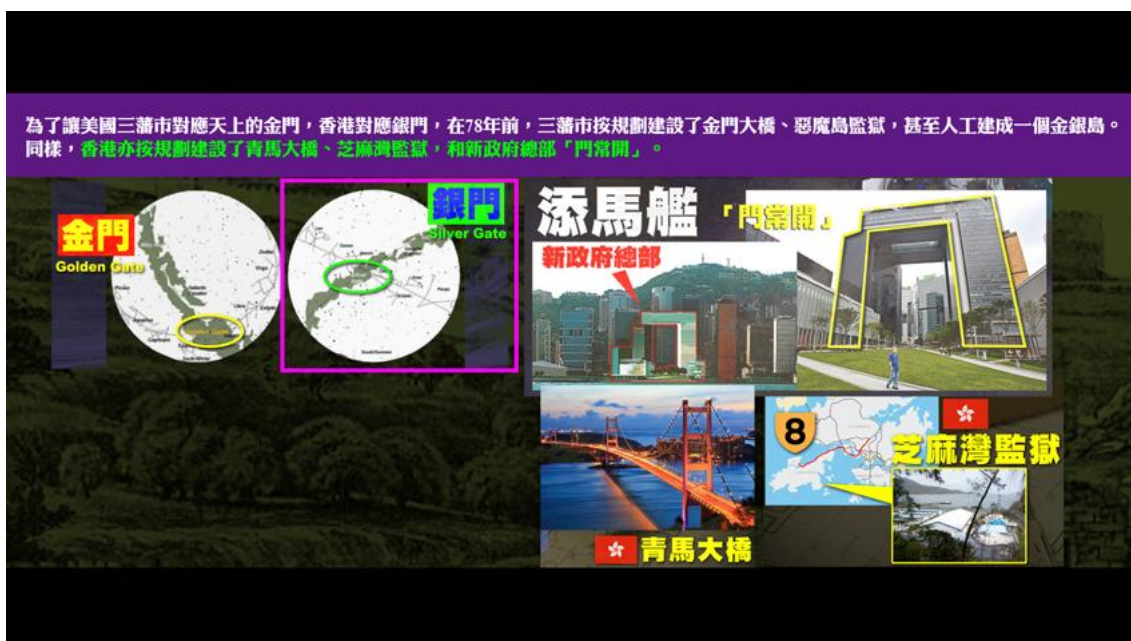 為了讓美國三藩市對應天上的金門，香港對應銀門，在78年前，三藩市按規劃建設了金門大橋、惡魔島監獄，甚至人工建成一個金銀島。
同樣，香港亦按規劃建設了青馬大橋、芝麻灣監獄，和新政府總部「門常開」。
金門
Golden Gate
銀門
Silver Gate
添馬艦
「門常開」
新政府總部
8
芝麻灣監獄
青馬大橋